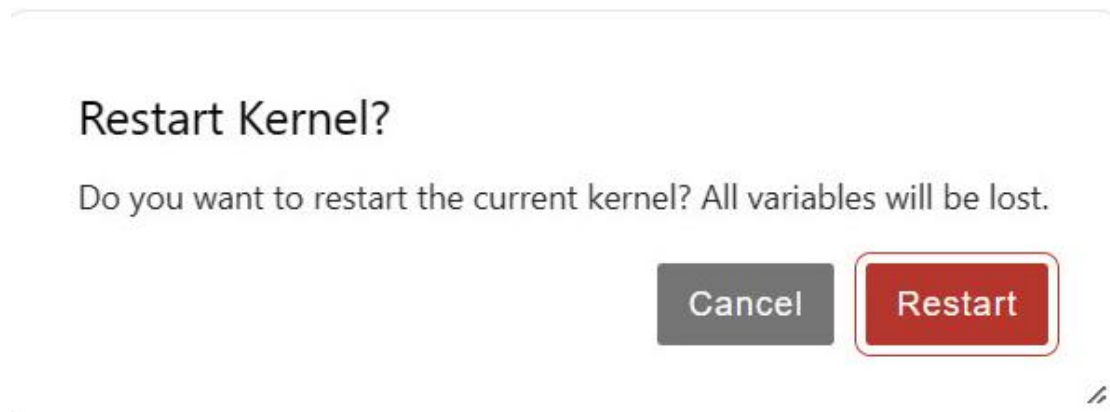 Restart Kernel?
Do you want to restart the current kernel? All variables will be lost.
Cancel Restart